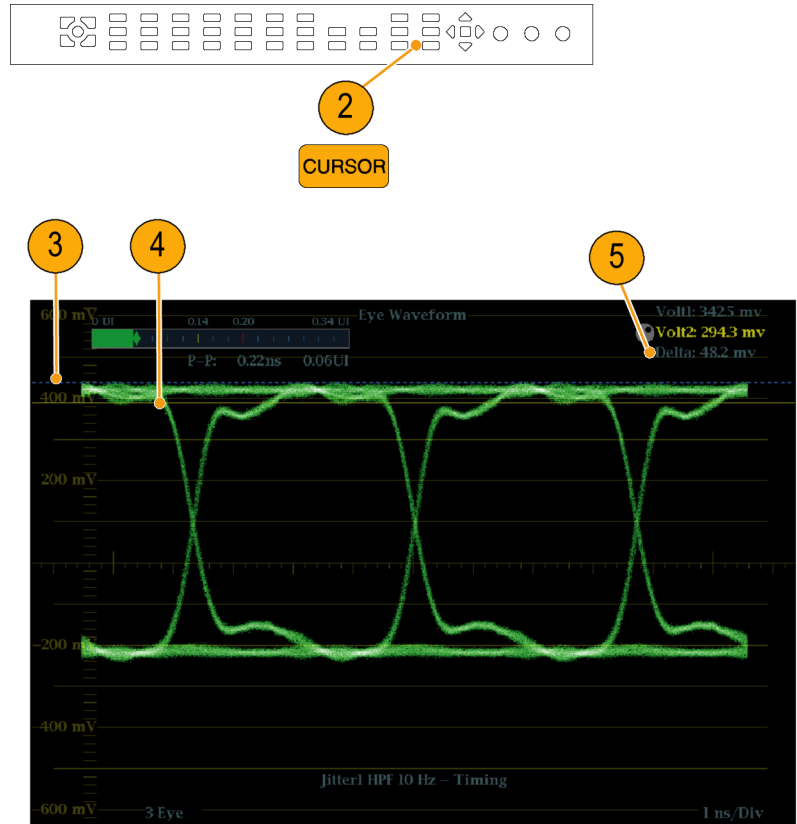 2
CURSOR
3
4
5
600 mV
0 UI 0.14 0.20 0.34 UI
Eye Waveform
Volt1: 342.5 mv
Volt2: 294.3 mv
Delta: 48.2 mv
P-P: 0.22ns 0.06UI
400 mV
200 mV
-200 mV
-400 mV
Jitter1 HPF 10 Hz - Timing
-600 mV
3 Eye
1 ns/Div